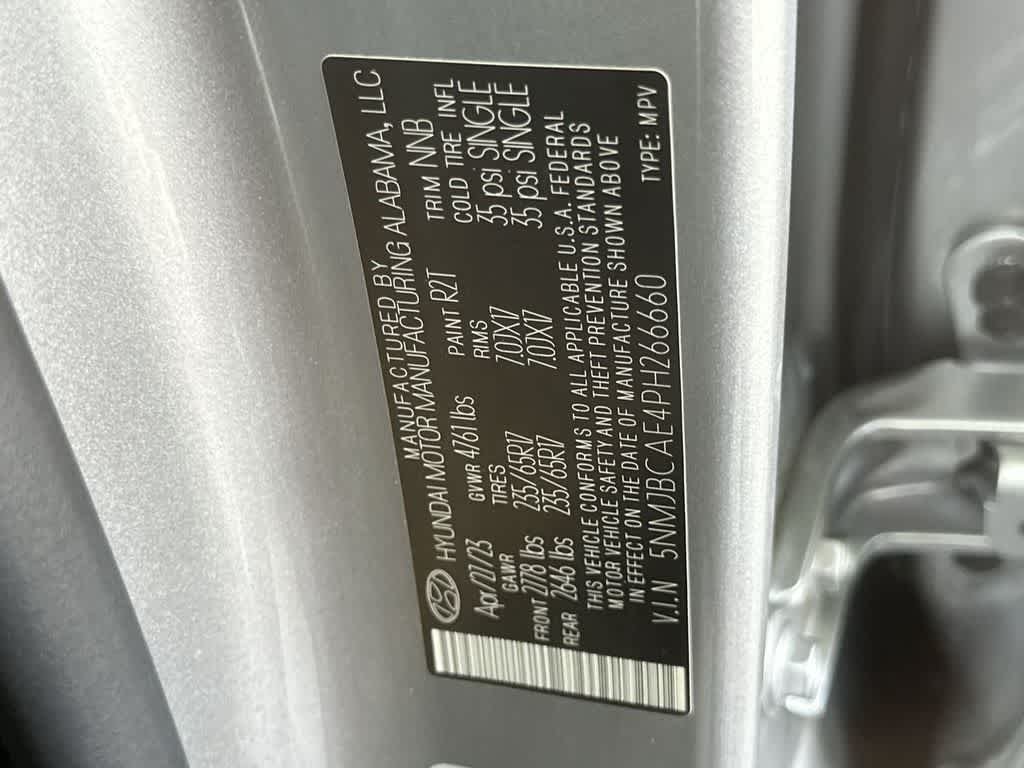 MANUFACTURED BY
HYUNDAI MOTOR MANUFACTURING ALABAMA, LLC
Apr/27/23 GVWR 4761 lbs PAINT R2T TRIM NNB
GAWR TIRES RIMS COLD TIRE INFL
FRONT 2778 lbs 235/65R17 7.0JX17 35 psi SINGLE
REAR 2646 lbs 235/65R17 7.0JX17 35 psi SINGLE
THIS VEHICLE CONFORMS TO ALL APPLICABLE U.S.A. FEDERAL
MOTOR VEHICLE SAFETY AND THEFT PREVENTION STANDARDS
IN EFFECT ON THE DATE OF MANUFACTURE SHOWN ABOVE
V.I.N 5NMJBCAE4PH266660 TYPE: MPV